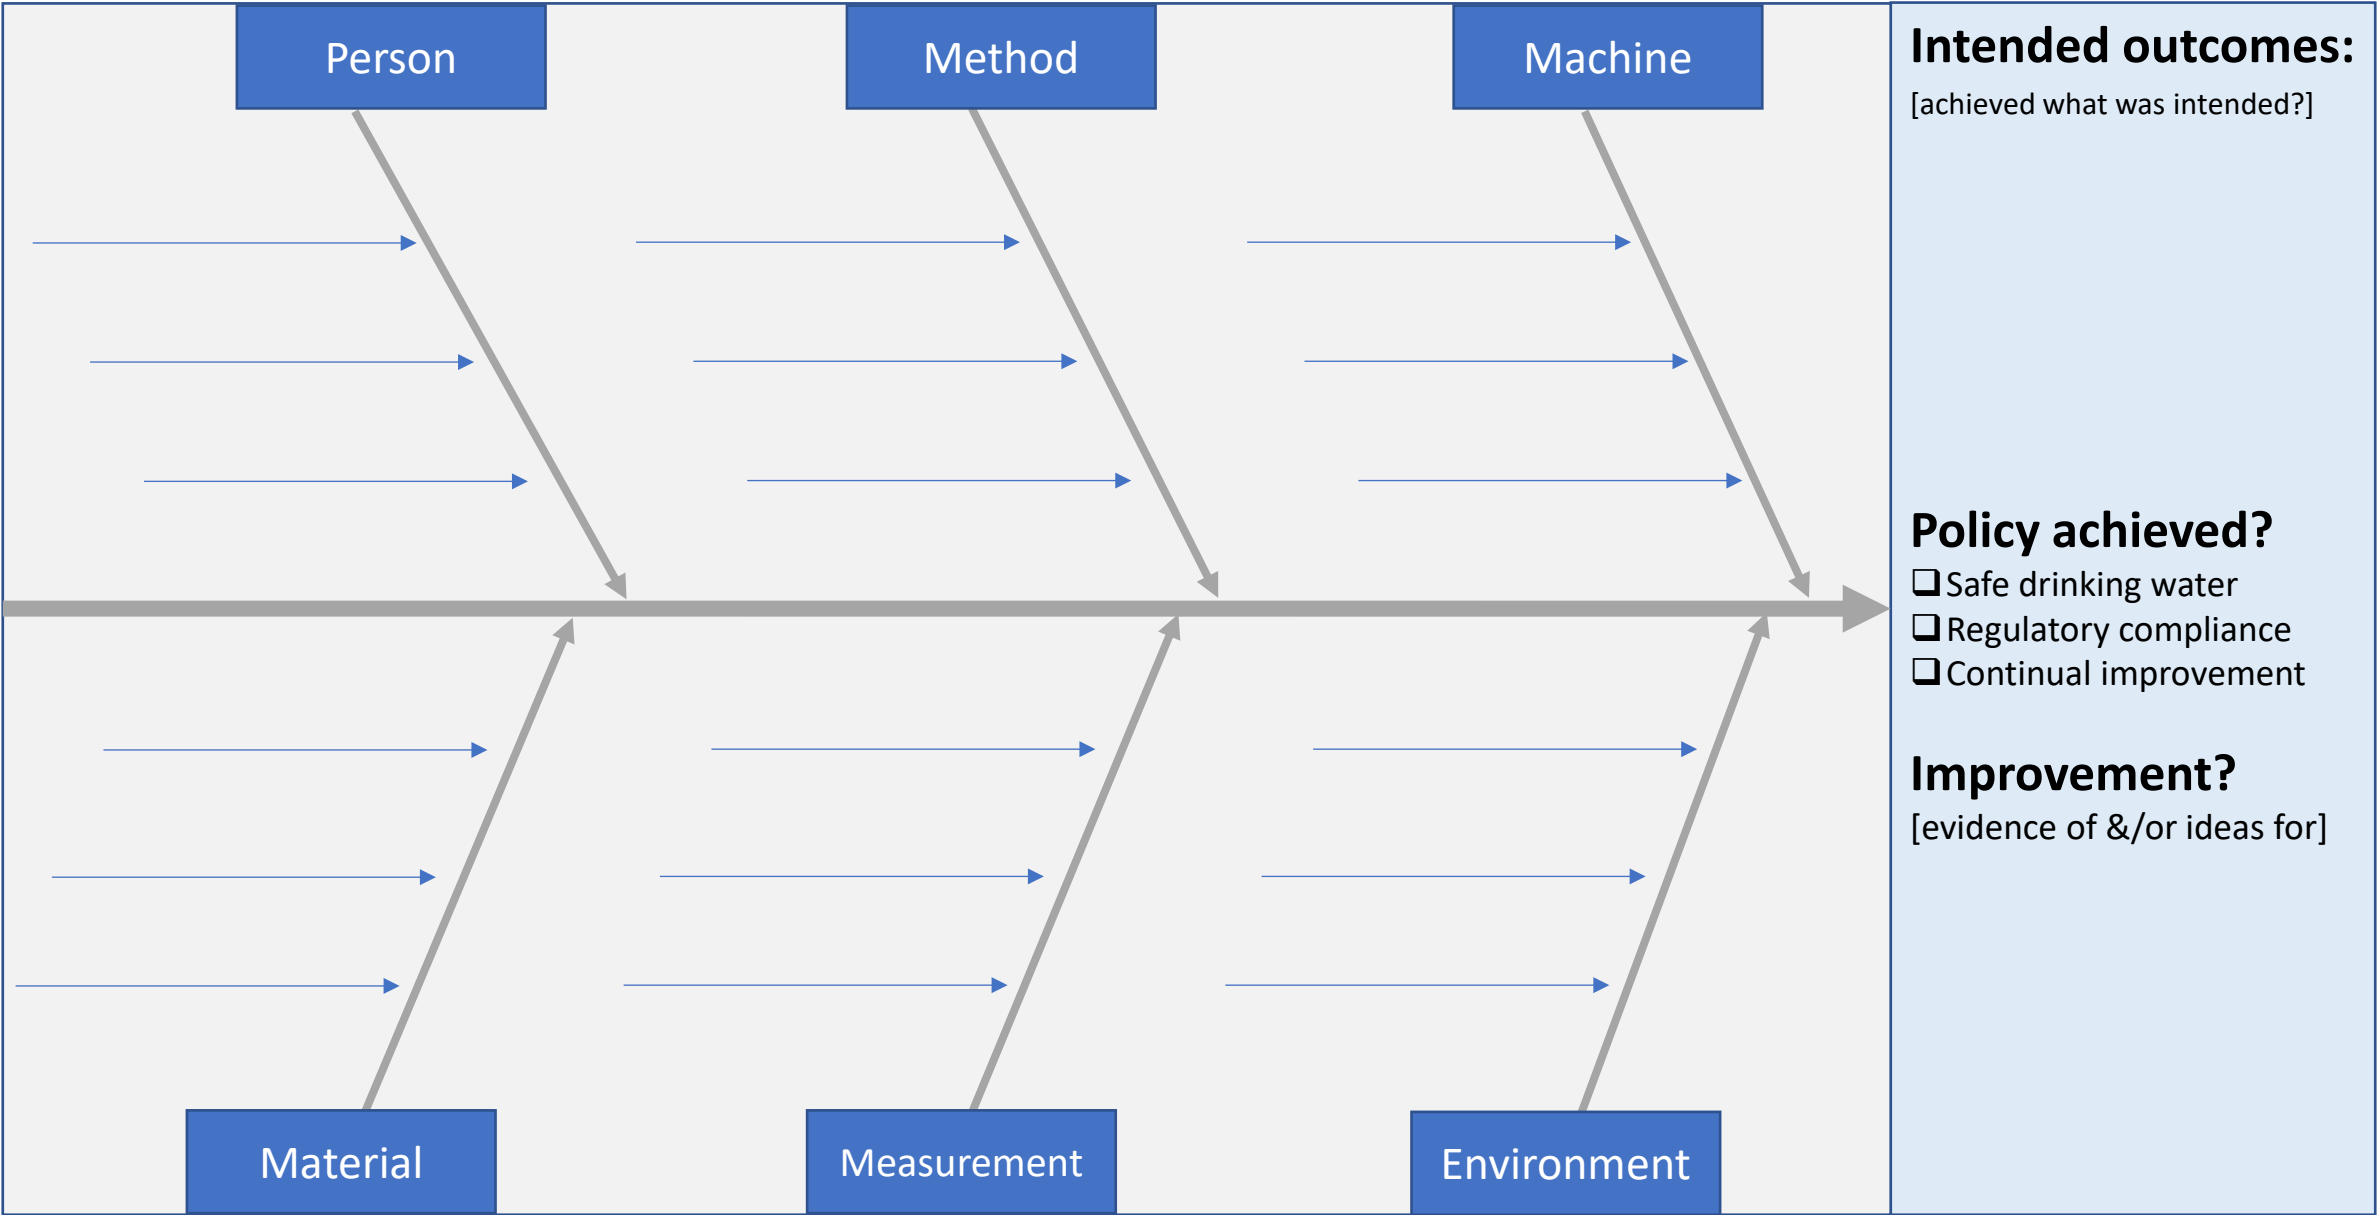 Person
Method
Machine
Intended outcomes:
[achieved what was intended?]
Policy achieved?
❑Safe drinking water
❑Regulatory compliance
❑Continual improvement
Improvement?
[evidence of &/or ideas for]
Material
Measurement
Environment